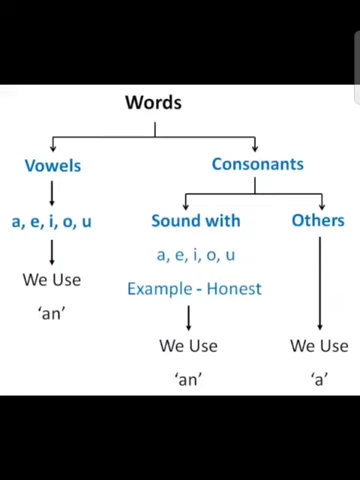 Words
Vowels
a, e, i, o, u
We Use
‘an’
Consonants
Sound with
a, e, i, o, u
Example - Honest
We Use
‘an’
Others
We Use
‘a’